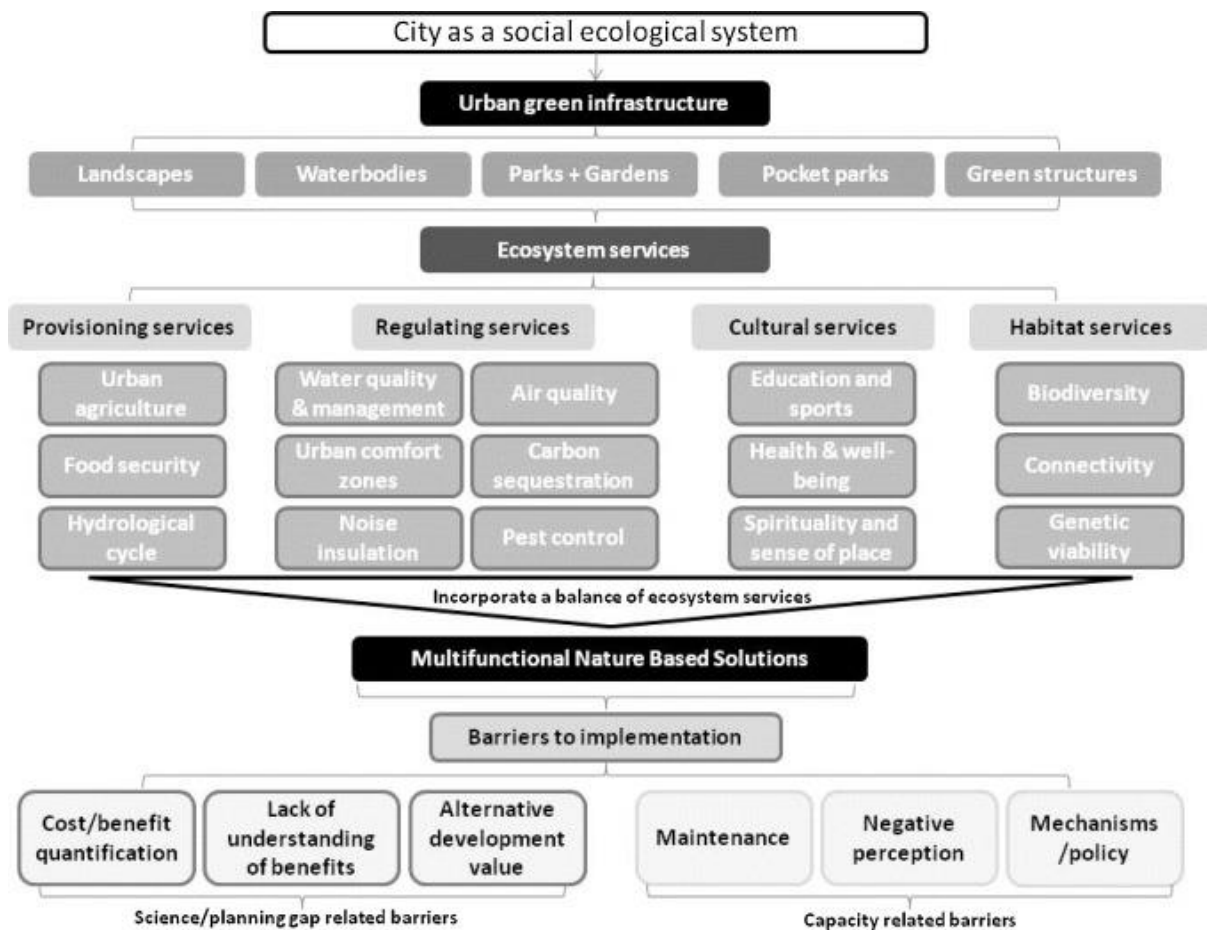 City as a social ecological system
Urban green infrastructure
Landscapes
Waterbodies
Parks + Gardens
Pocket parks
Green structures
Ecosystem services
Provisioning services
Regulating services
Cultural services
Habitat services
Urban
agriculture
Water quality
& management
Air quality
Education and
sports
Biodiversity
Food security
Urban comfort
zones
Carbon
sequestration
Health & well-
being
Connectivity
Hydrological
cycle
Noise
insulation
Pest control
Spirituality and
sense of place
Genetic
viability
Incorporate a balance of ecosystem services
Multifunctional Nature Based Solutions
Barriers to implementation
Cost/benefit
quantification
Lack of
understanding
of benefits
Alternative
development
value
Maintenance
Negative
perception
Mechanisms
/policy
Science/planning gap related barriers
Capacity related barriers